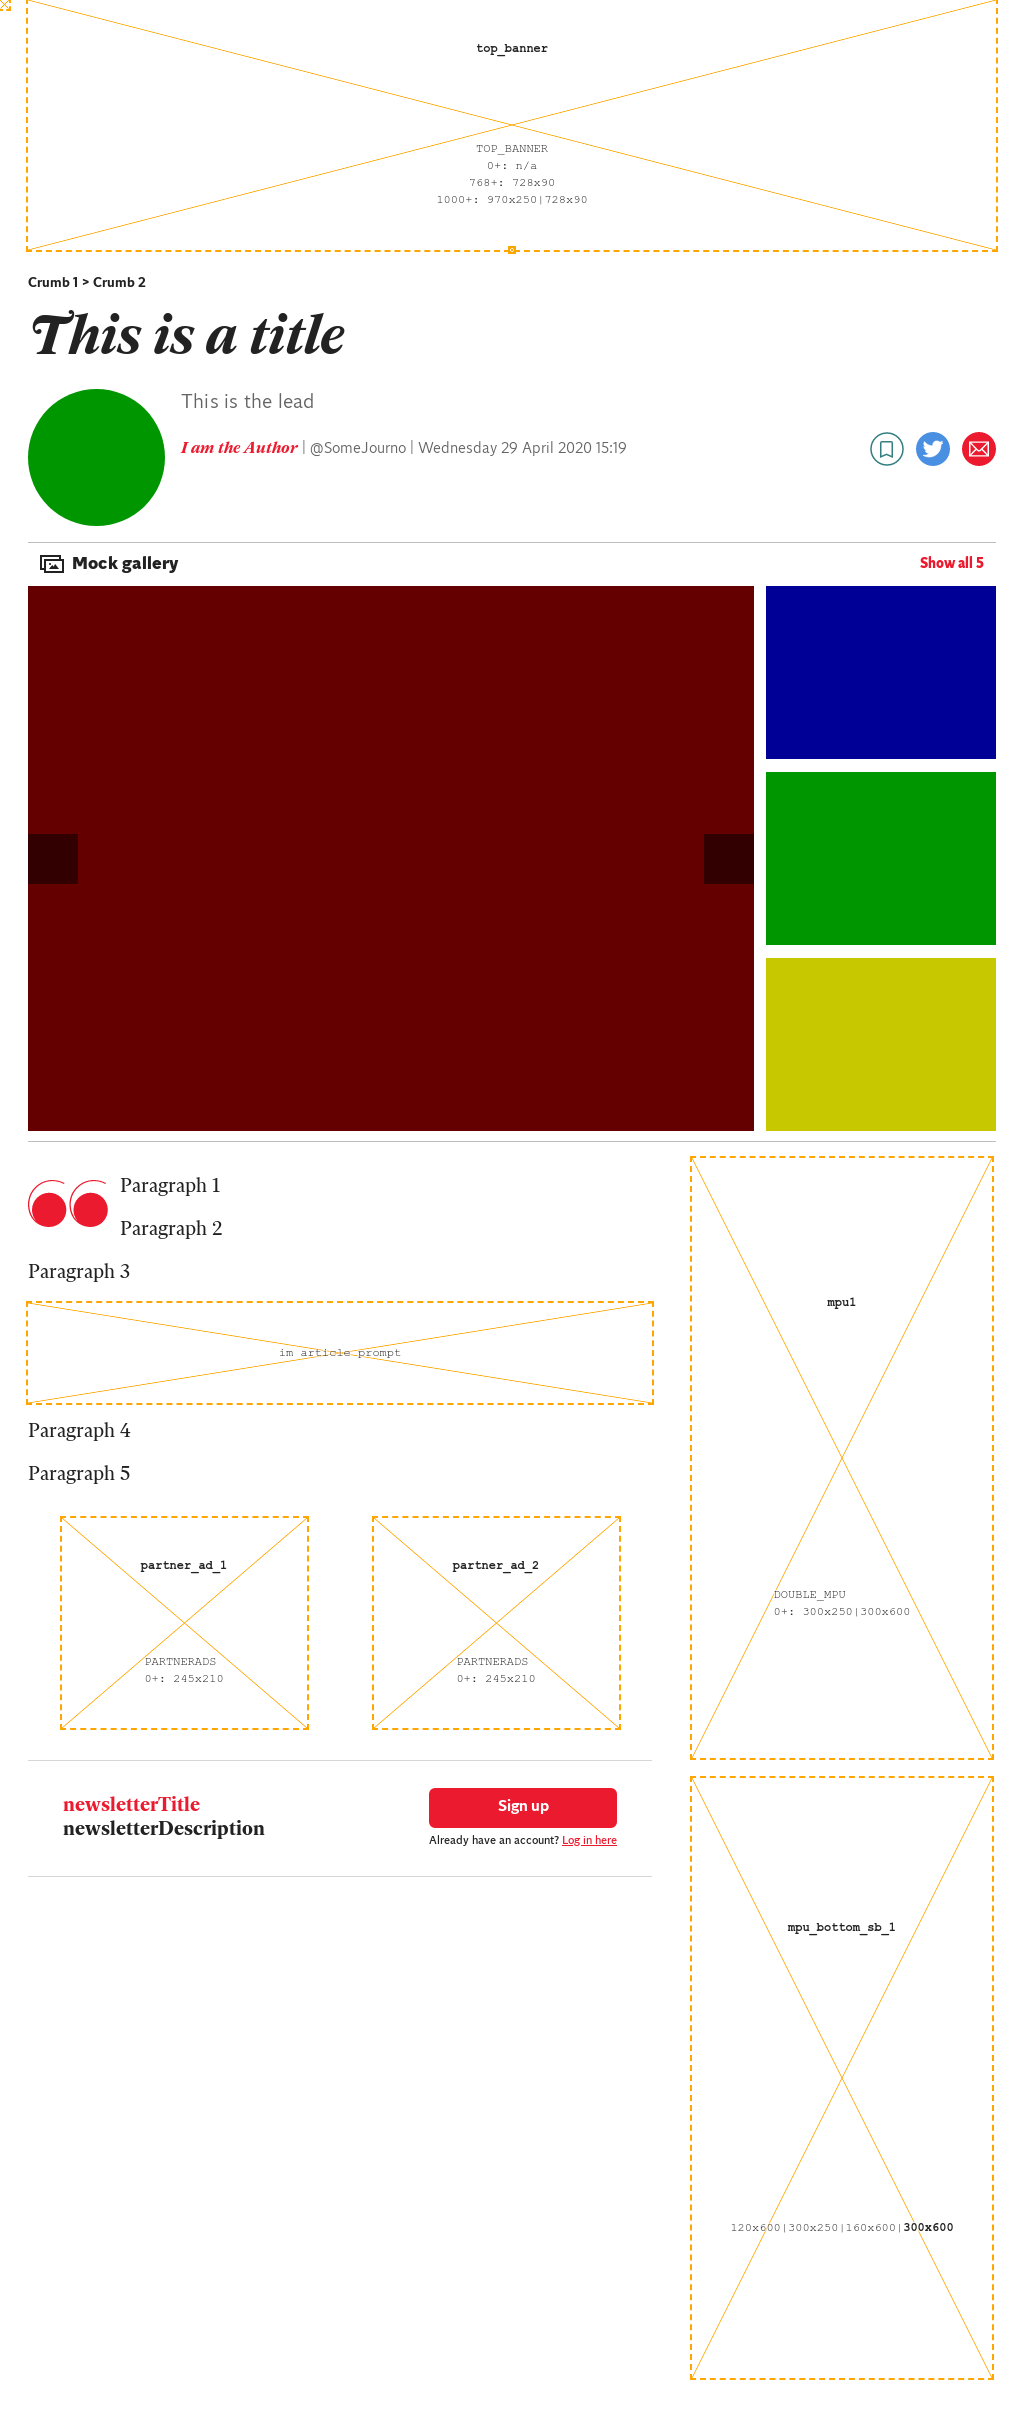 top_banner
TOP_BANNER
0+: n/a
768+: 728x90
1000+: 970x250|728x90
Crumb 1 > Crumb 2
This is a title
This is the lead
I am the Author | @SomeJourno | Wednesday 29 April 2020 15:19
Mock gallery
Show all 5
Paragraph 1
Paragraph 2
Paragraph 3
im article prompt
Paragraph 4
Paragraph 5
partner_ad_1
PARTNERADS
0+: 245x210
partner_ad_2
PARTNERADS
0+: 245x210
newsletterTitle
newsletterDescription
Sign up
Already have an account? Log in here
mpu1
DOUBLE_MPU
0+: 300x250|300x600
mpu_bottom_sb_1
120x600|300x250|160x600|300x600